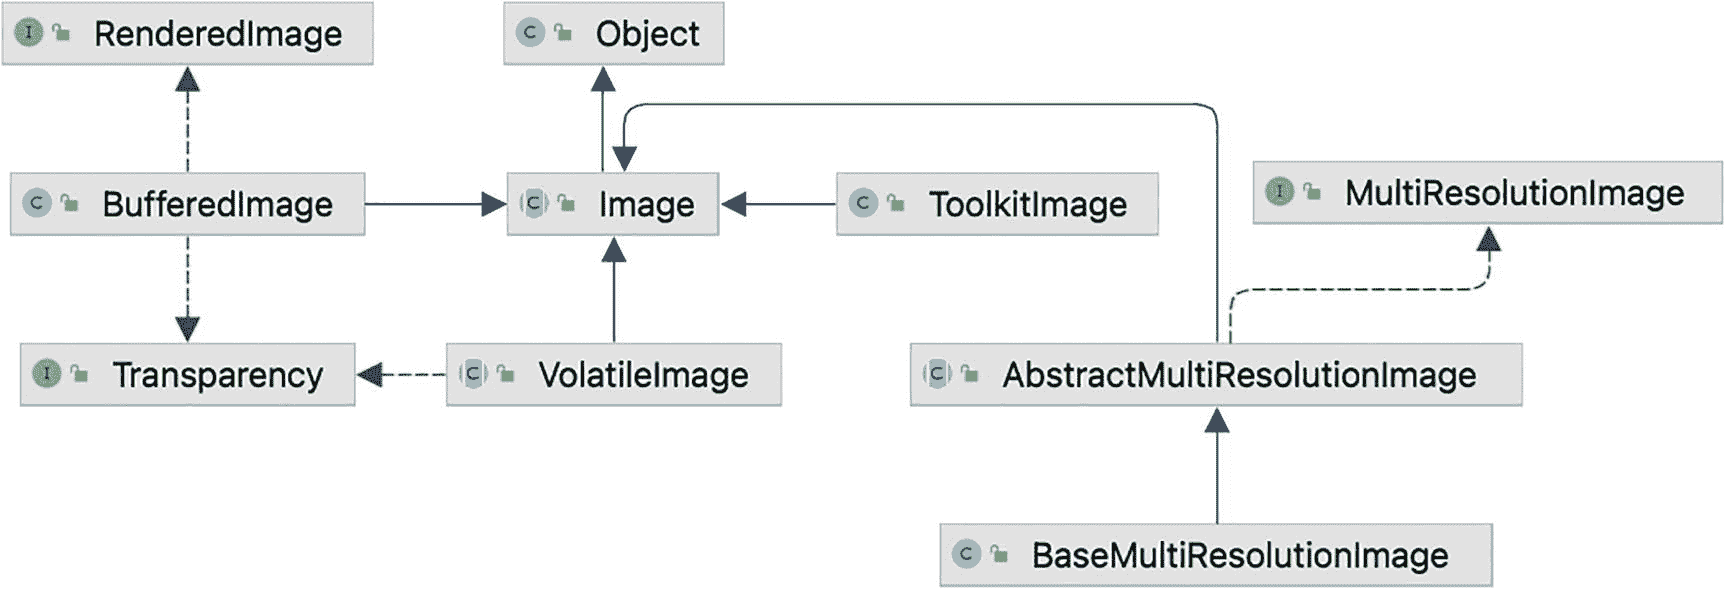 I RenderedImage
C Object
C BufferedImage
C Image
C ToolkitImage
I MultiResolutionImage
I Transparency
C VolatileImage
C AbstractMultiResolutionImage
C BaseMultiResolutionImage